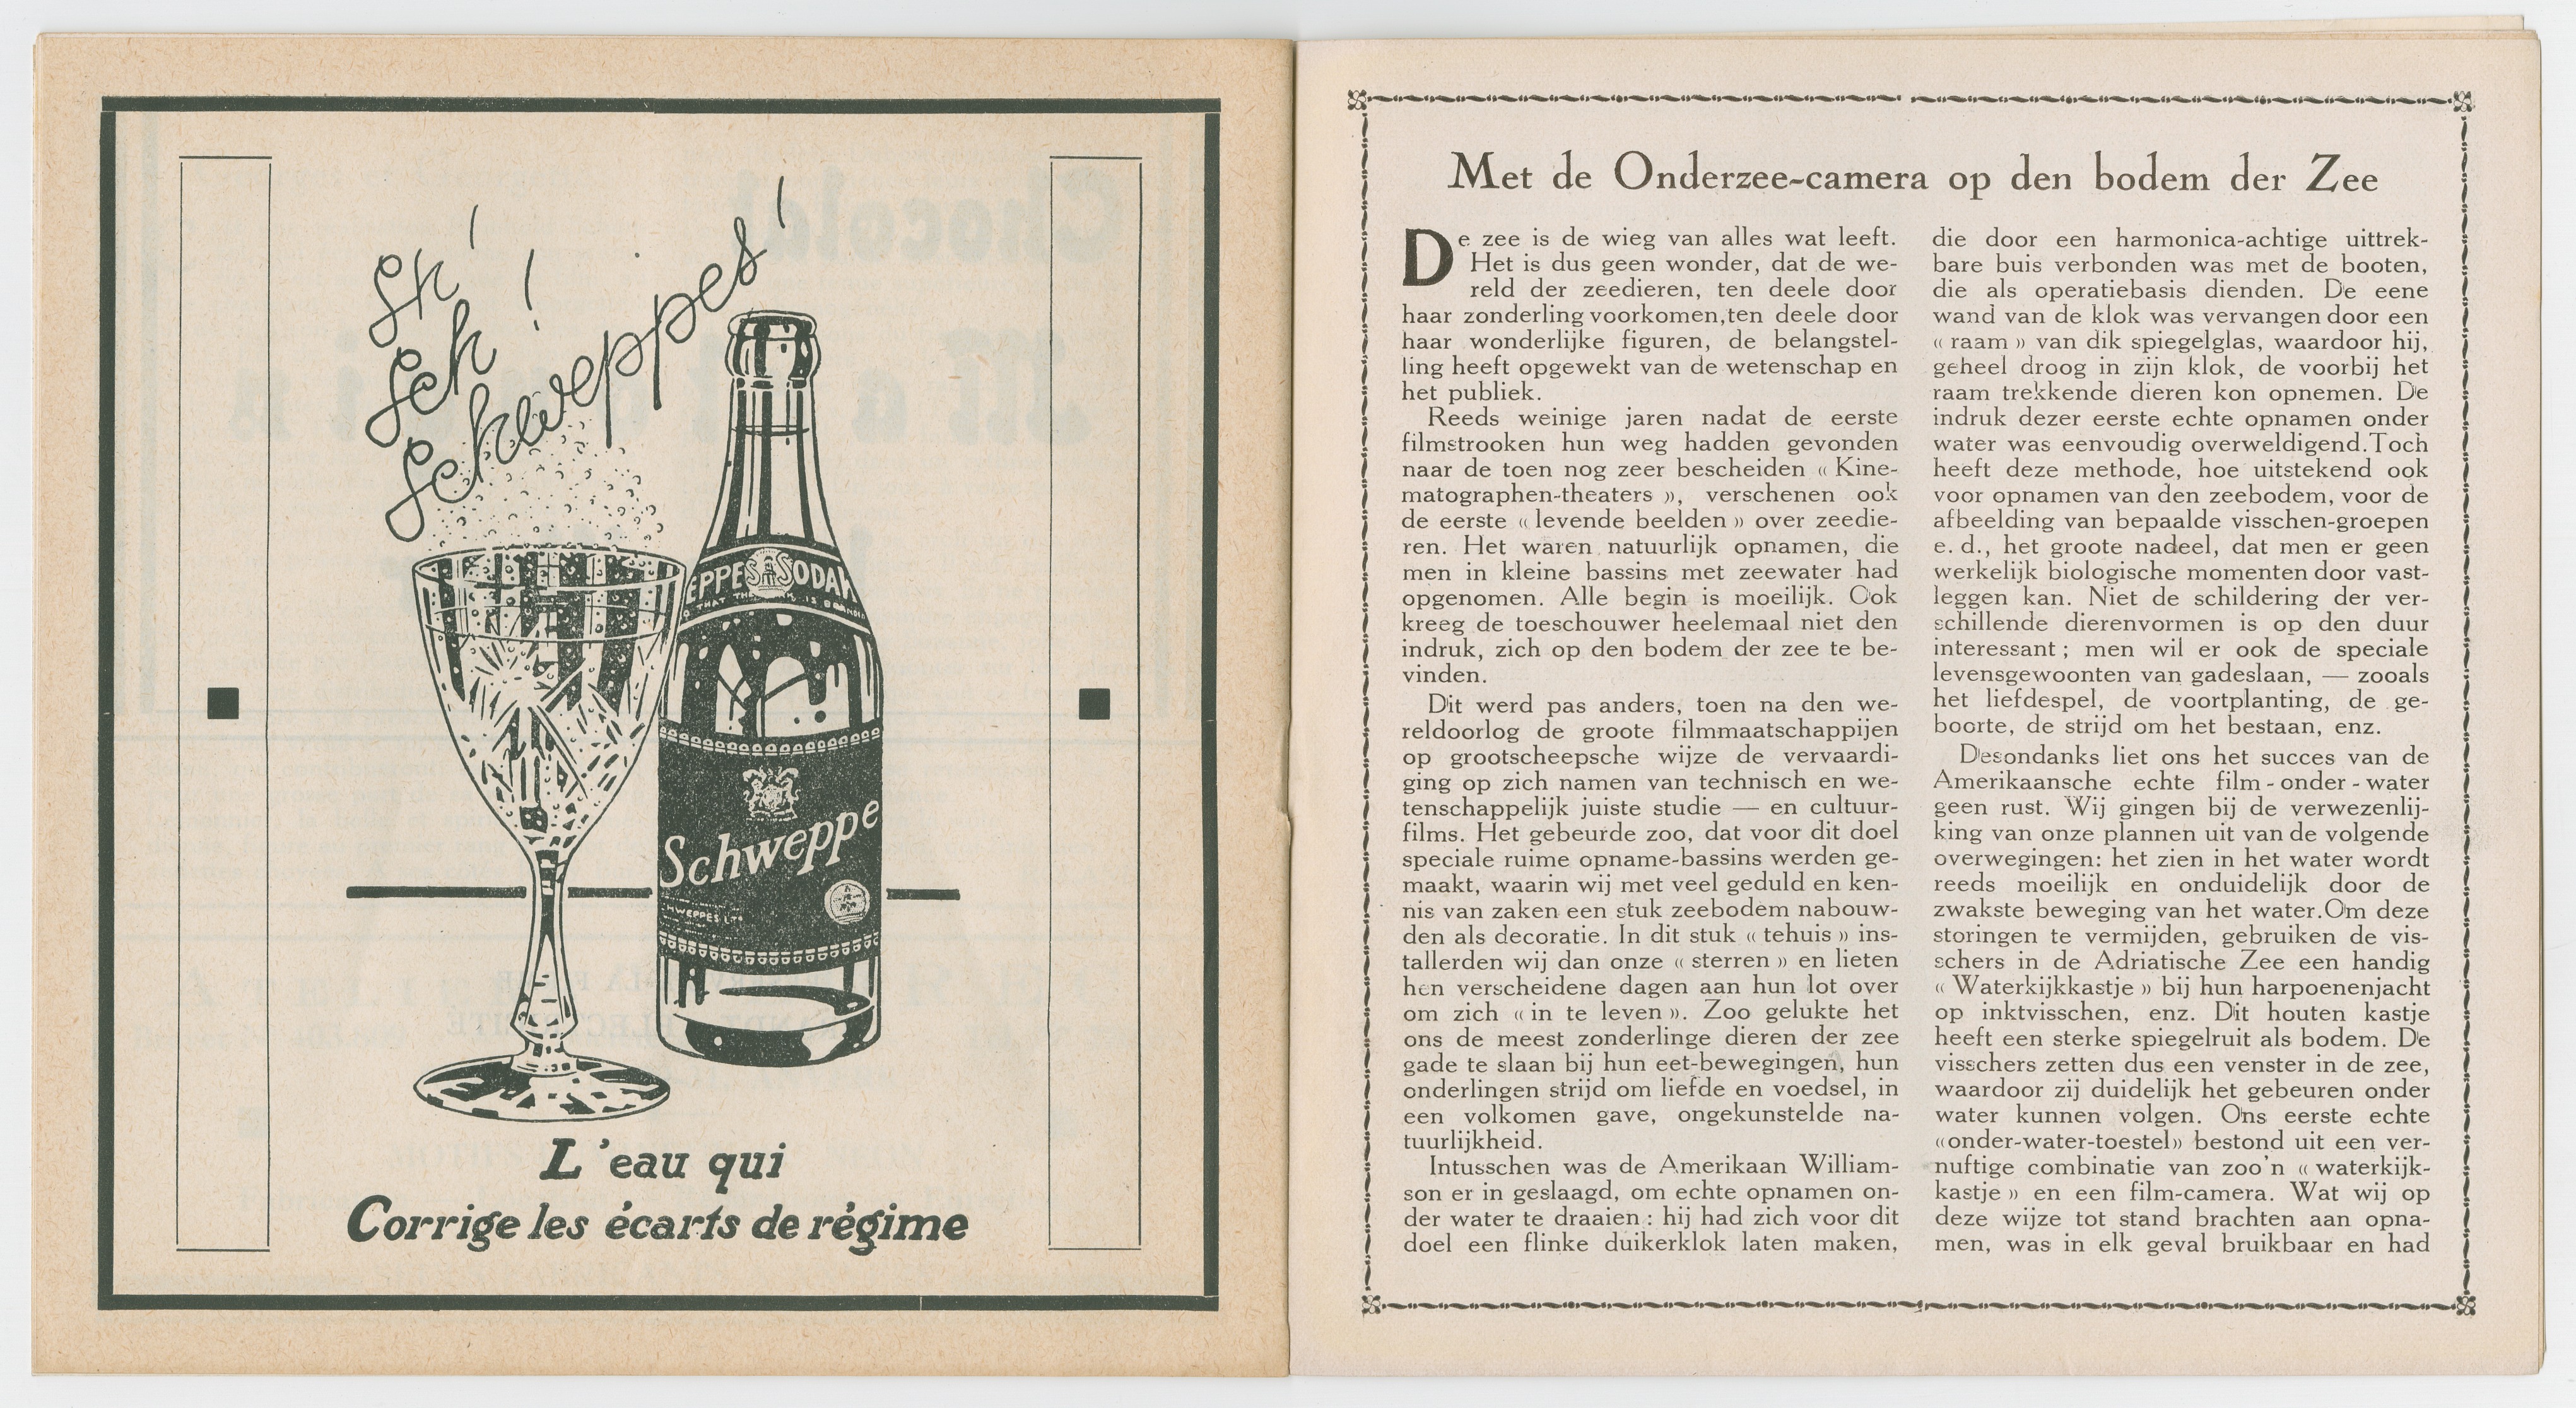 Sh !
Sch !
Schweppes !
EPPES SODA
THAT THE IS BRANDED
Schweppe
HWEPPES LTD
L'eau qui
Corrige les écarts de régime
Met de Onderzee-camera op den bodem der Zee
De zee is de wieg van alles wat leeft.
Het is dus geen wonder, dat de we-
reld der zeedieren, ten deele door
haar zonderling voorkomen,ten deele door
haar wonderlijke figuren, de belangstel-
ling heeft opgewekt van de wetenschap en
het publiek.
Reeds weinige jaren nadat de eerste
filmstrooken hun weg hadden gevonden
naar de toen nog zeer bescheiden « Kine-
matographen-theaters », verschenen ook
de eerste « levende beelden » over zeedie-
ren. Het waren natuurlijk opnamen, die
men in kleine bassins met zeewater had
opgenomen. Alle begin is moeilijk. Ook
kreeg de toeschouwer heelemaal niet den
indruk, zich op den bodem der zee te be-
vinden.
Dit werd pas anders, toen na den we-
reldoorlog de groote filmmaatschappijen
op grootscheepsche wijze de vervaardi-
ging op zich namen van technisch en we-
tenschappelijk juiste studie — en cultuur-
films. Het gebeurde zoo, dat voor dit doel
speciale ruime opname-bassins werden ge-
maakt, waarin wij met veel geduld en ken-
nis van zaken een stuk zeebodem nabouw-
den als decoratie. In dit stuk « tehuis » ins-
tallerden wij dan onze « sterren » en lieten
hen verscheidene dagen aan hun lot over
om zich « in te leven ». Zoo gelukte het
ons de meest zonderlinge dieren der zee
gade te slaan bij hun eet-bewegingen, hun
onderlingen strijd om liefde en voedsel, in
een volkomen gave, ongekunstelde na-
tuurlijkheid.
Intusschen was de Amerikaan William-
son er in geslaagd, om echte opnamen on-
der water te draaien : hij had zich voor dit
doel een flinke duikerklok laten maken,
die door een harmonica-achtige uittrek-
bare buis verbonden was met de booten,
die als operatiebasis dienden. De eene
wand van de klok was vervangen door een
« raam » van dik spiegelglas, waardoor hij,
geheel droog in zijn klok, de voorbij het
raam trekkende dieren kon opnemen. De
indruk dezer eerste echte opnamen onder
water was eenvoudig overweldigend.Toch
heeft deze methode, hoe uitstekend ook
voor opnamen van den zeebodem, voor de
afbeelding van bepaalde visschen-groepen
e. d., het groote nadeel, dat men er geen
werkelijk biologische momenten door vast-
leggen kan. Niet de schildering der ver-
schillende dierenvormen is op den duur
interessant ; men wil er ook de speciale
levensgewoonten van gadeslaan, — zooals
het liefdespel, de voortplanting, de ge-
boorte, de strijd om het bestaan, enz.
Desondanks liet ons het succes van de
Amerikaansche echte film - onder - water
geen rust. Wij gingen bij de verwezenlij-
king van onze plannen uit van de volgende
overwegingen: het zien in het water wordt
reeds moeilijk en onduidelijk door de
zwakste beweging van het water.Om deze
storingen te vermijden, gebruiken de vis-
schers in de Adriatische Zee een handig
« Waterkijkkastje » bij hun harpoenenjacht
op inktvisschen, enz. Dit houten kastje
heeft een sterke spiegelruit als bodem. De
visschers zetten dus een venster in de zee,
waardoor zij duidelijk het gebeuren onder
water kunnen volgen. Ons eerste echte
«onder-water-toestel» bestond uit een ver-
nuftige combinatie van zoo'n « waterkijk-
kastje » en een film-camera. Wat wij op
deze wijze tot stand brachten aan opna-
men, was in elk geval bruikbaar en had